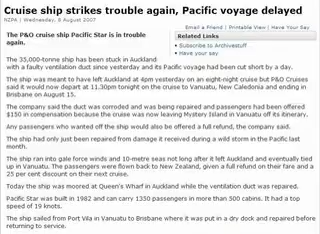 Cruise ship strikes trouble again, Pacific voyage delayed
NZPA | Wednesday, 8 August 2007
Email a Friend | Printable View | Have Your Say
The P&O cruise ship Pacific Star is in trouble
again.
Related Links
• Subscribe to Archivestuff
• Have your say
The 35,000-tonne ship has been stuck in Auckland
with a faulty ventilation duct since yesterday and its Pacific voyage had been cut short by a day.
The ship was meant to have left Auckland at 4pm yesterday on an eight-night cruise but P&O Cruises
said it would now depart at 11.30pm tonight on the cruise to Vanuatu, New Caledonia and ending in
Brisbane on August 15.
The company said the duct was corroded and was being repaired and passengers had been offered
$150 in compensation because the cruise was now leaving Mystery Island in Vanuatu off its itinerary.
Any passengers who wanted off the ship would also be offered a full refund, the company said.
The ship had only just been repaired from damage it received during a wild storm in the Pacific last
month.
The ship ran into gale force winds and 10-metre seas not long after it left Auckland and eventually tied
up in Vanuatu. The passengers were flown back to New Zealand, given a full refund on their fare and a
25 per cent discount on their next cruise.
Today the ship was moored at Queen's Wharf in Auckland while the ventilation duct was repaired.
Pacific Star was built in 1982 and can carry 1350 passengers in more than 500 cabins. It had a top
speed of 19 knots.
The ship sailed from Port Vila in Vanuatu to Brisbane where it was put in a dry dock and repaired before
returning to service.